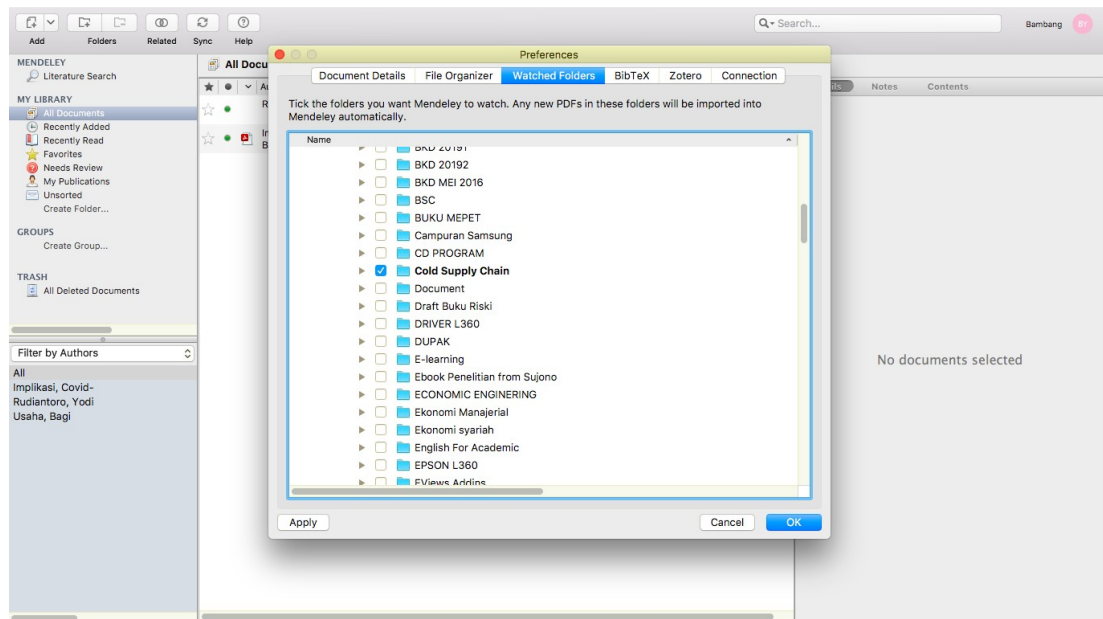 Search...
Bambang
BY
Add
Folders
Related
Sync
Help
MENDELEY
Literature Search
MY LIBRARY
All Documents
Recently Added
Recently Read
Favorites
Needs Review
My Publications
Unsorted
Create Folder...
GROUPS
Create Group...
TRASH
All Deleted Documents
Filter by Authors
All
Implikasi, Covid-
Rudiantoro, Yodi
Usaha, Bagi
All Docu
Preferences
Document Details
File Organizer
Watched Folders
BibTeX
Zotero
Connection
Tick the folders you want Mendeley to watch. Any new PDFs in these folders will be imported into
Mendeley automatically.
Name
BKD 20191
BKD 20192
BKD MEI 2016
BSC
BUKU MEPET
Campuran Samsung
CD PROGRAM
Cold Supply Chain
Document
Draft Buku Riski
DRIVER L360
DUPAK
E-learning
Ebook Penelitian from Sujono
ECONOMIC ENGINERING
Ekonomi Manajerial
Ekonomi syariah
English For Academic
EPSON L360
EViews Addins
Apply
Cancel
OK
Notes
Contents
No documents selected